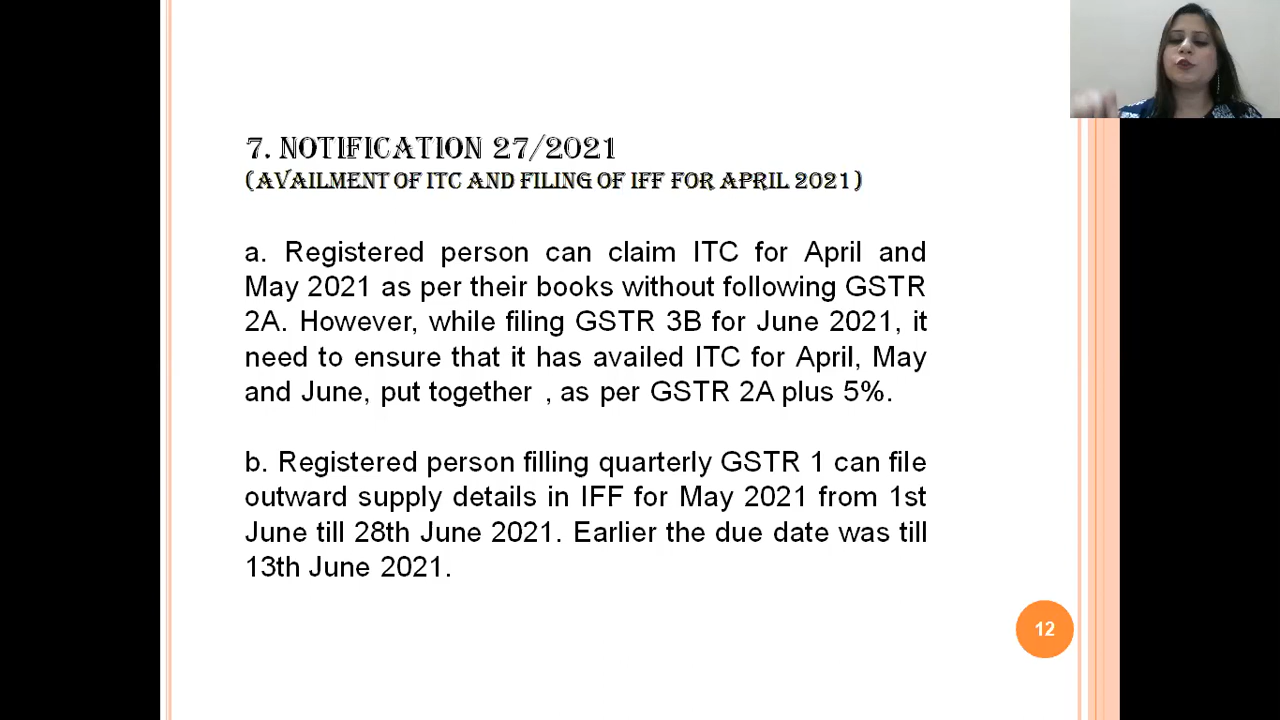 7. NOTIFICATION 27/2021
(AVAILMENT OF ITC AND FILING OF IFF FOR APRIL 2021)
a. Registered person can claim ITC for April and
May 2021 as per their books without following GSTR
2A. However, while filing GSTR 3B for June 2021, it
need to ensure that it has availed ITC for April, May
and June, put together , as per GSTR 2A plus 5%.
b. Registered person filling quarterly GSTR 1 can file
outward supply details in IFF for May 2021 from 1st
June till 28th June 2021. Earlier the due date was till
13th June 2021.
12